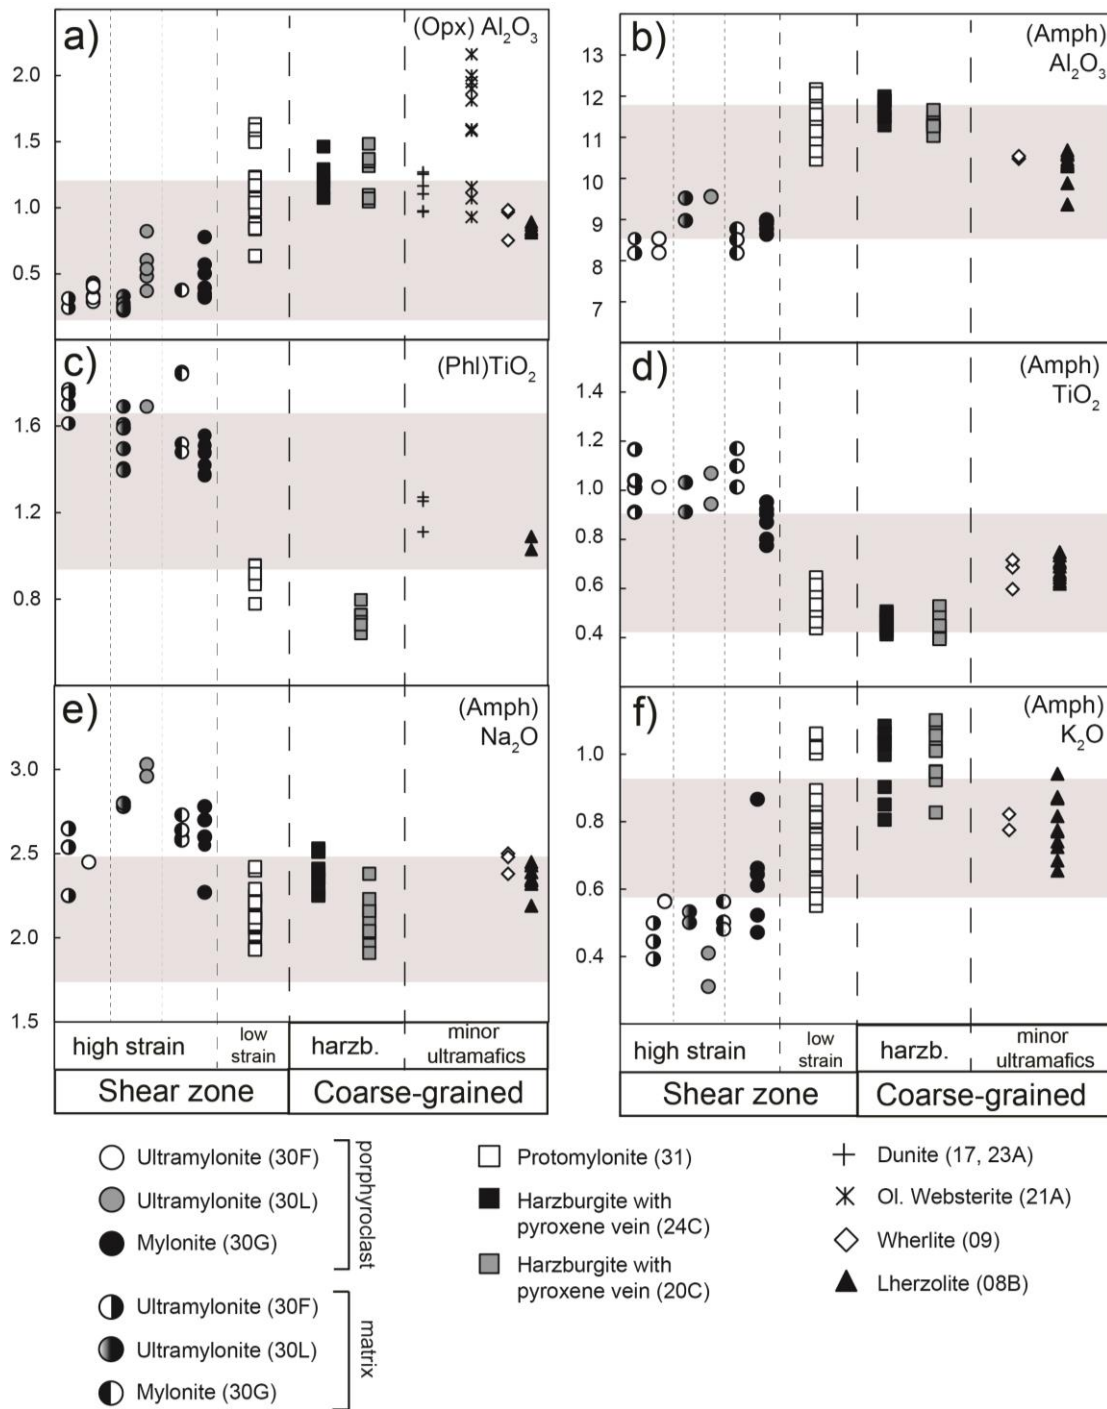 a)
(Opx) Al₂O₃
2.0
1.5
1.0
0.5
b)
(Amph)
Al₂O₃
13
12
11
10
9
8
7
c)
(Phl)TiO₂
1.6
1.2
0.8
d)
(Amph)
TiO₂
1.4
1.2
1.0
0.8
0.6
0.4
e)
(Amph)
Na₂O
3.0
2.5
2.0
1.5
f)
(Amph)
K₂O
1.0
0.8
0.6
0.4
high strain
low
strain
harzb.
minor
ultramafics
Shear zone
Coarse-grained
high strain
low
strain
harzb.
minor
ultramafics
Shear zone
Coarse-grained
Ultramylonite (30F)
Ultramylonite (30L)
Mylonite (30G)
porphyroclast
Ultramylonite (30F)
Ultramylonite (30L)
Mylonite (30G)
matrix
Protomylonite (31)
Harzburgite with
pyroxene vein (24C)
Harzburgite with
pyroxene vein (20C)
Dunite (17, 23A)
Ol. Websterite (21A)
Wherlite (09)
Lherzolite (08B)